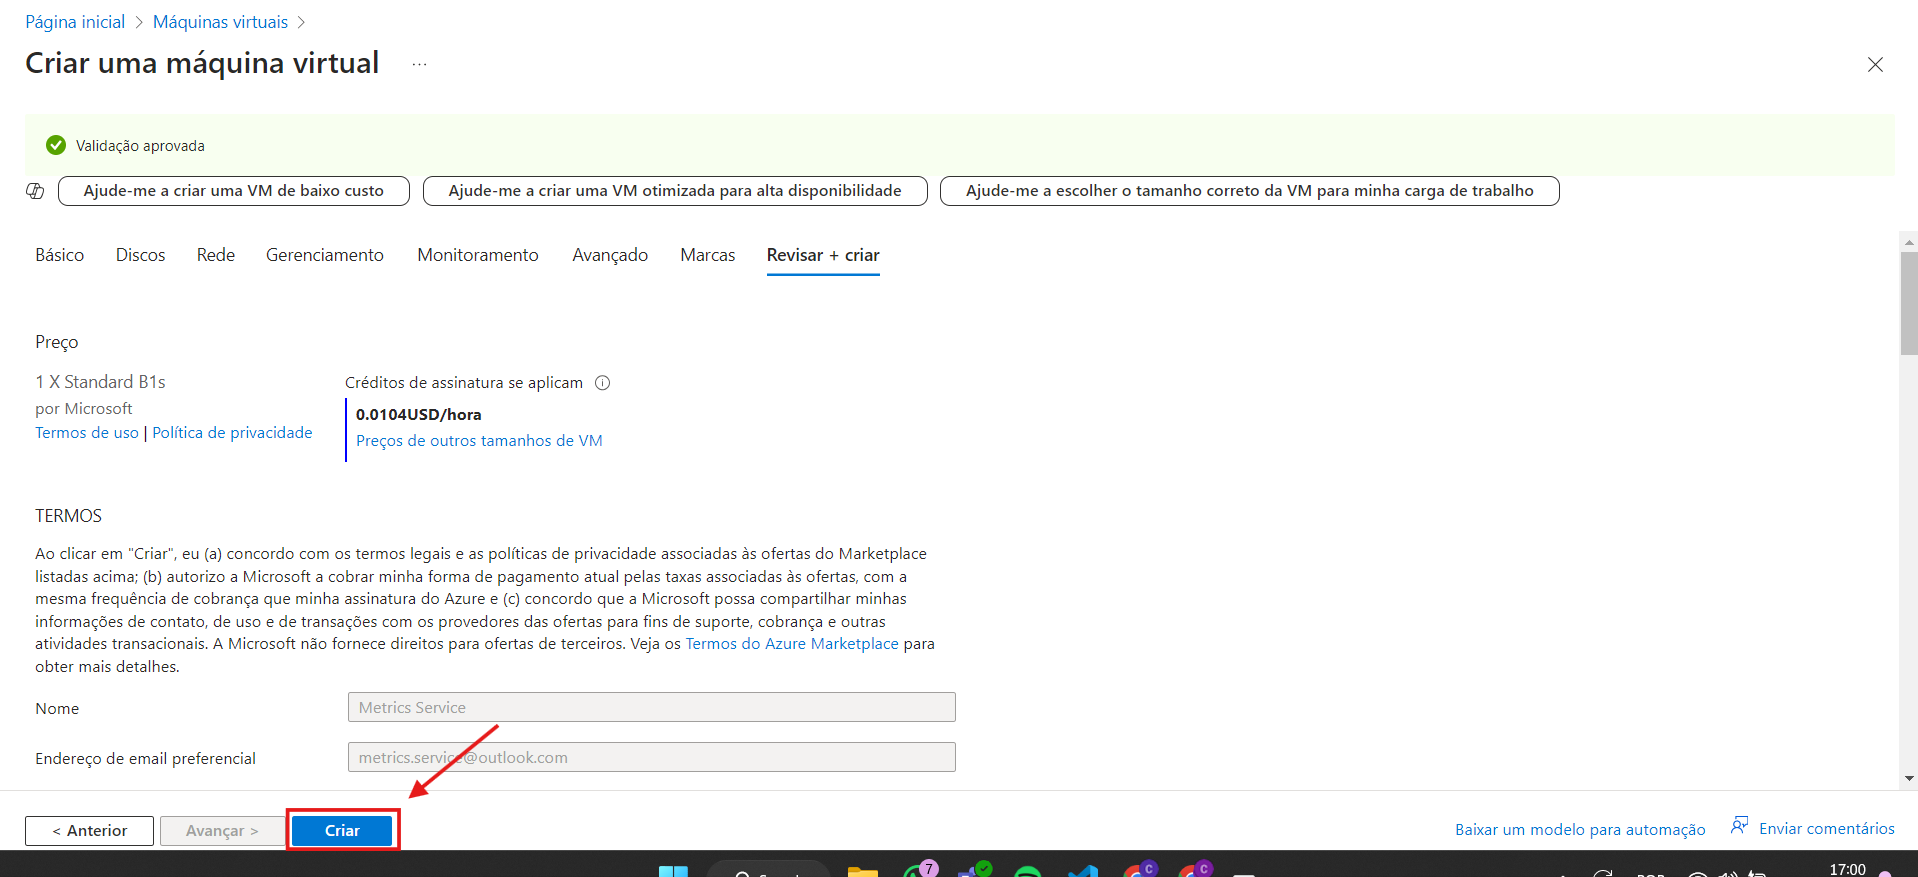 Página inicial > Máquinas virtuais >
Criar uma máquina virtual ...
Validação aprovada
Ajude-me a criar uma VM de baixo custo Ajude-me a criar uma VM otimizada para alta disponibilidade Ajude-me a escolher o tamanho correto da VM para minha carga de trabalho
Básico Discos Rede Gerenciamento Monitoramento Avançado Marcas Revisar + criar
Preço
1 X Standard B1s
por Microsoft
Termos de uso | Política de privacidade
Créditos de assinatura se aplicam
0.0104USD/hora
Preços de outros tamanhos de VM
TERMOS
Ao clicar em "Criar", eu (a) concordo com os termos legais e as políticas de privacidade associadas às ofertas do Marketplace
listadas acima; (b) autorizo a Microsoft a cobrar minha forma de pagamento atual pelas taxas associadas às ofertas, com a
mesma frequência de cobrança que minha assinatura do Azure e (c) concordo que a Microsoft possa compartilhar minhas
informações de contato, de uso e de transações com os provedores das ofertas para fins de suporte, cobrança e outras
atividades transacionais. A Microsoft não fornece direitos para ofertas de terceiros. Veja os Termos do Azure Marketplace para
obter mais detalhes.
Nome Metrics Service
Endereço de email preferencial metrics.service@outlook.com
< Anterior Avançar > Criar Baixar um modelo para automação Enviar comentários
7 C C 17:00